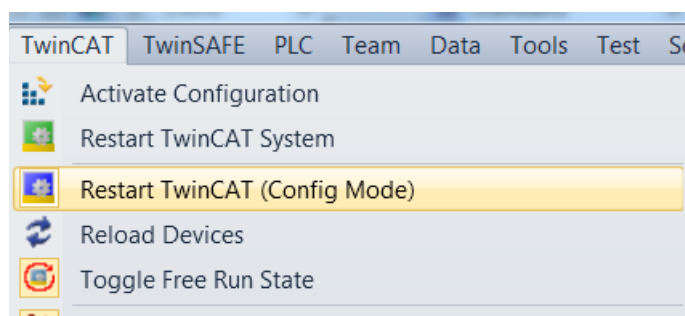 TwinCAT TwinSAFE PLC Team Data Tools Test
Activate Configuration
Restart TwinCAT System
Restart TwinCAT (Config Mode)
Reload Devices
Toggle Free Run State